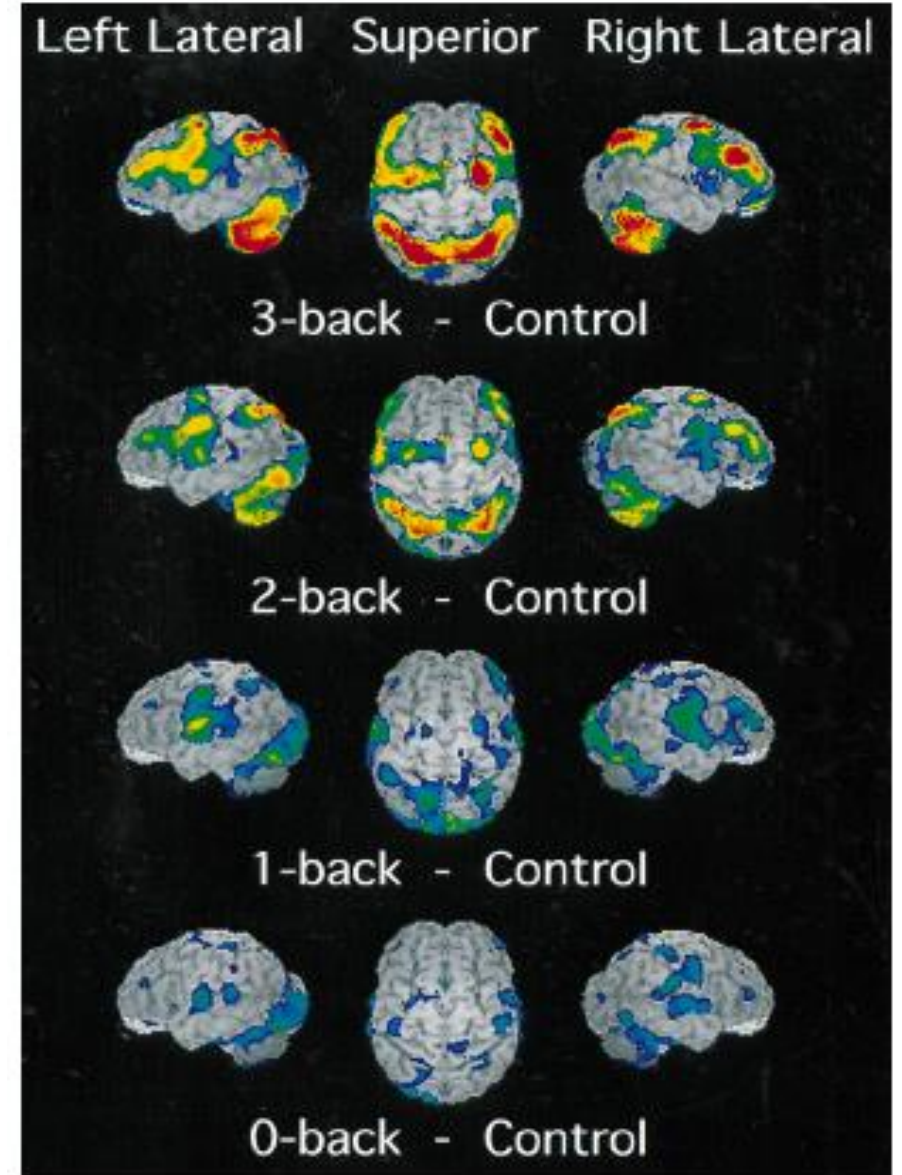 Left Lateral Superior Right Lateral
3-back - Control
2-back - Control
1-back - Control
0-back - Control